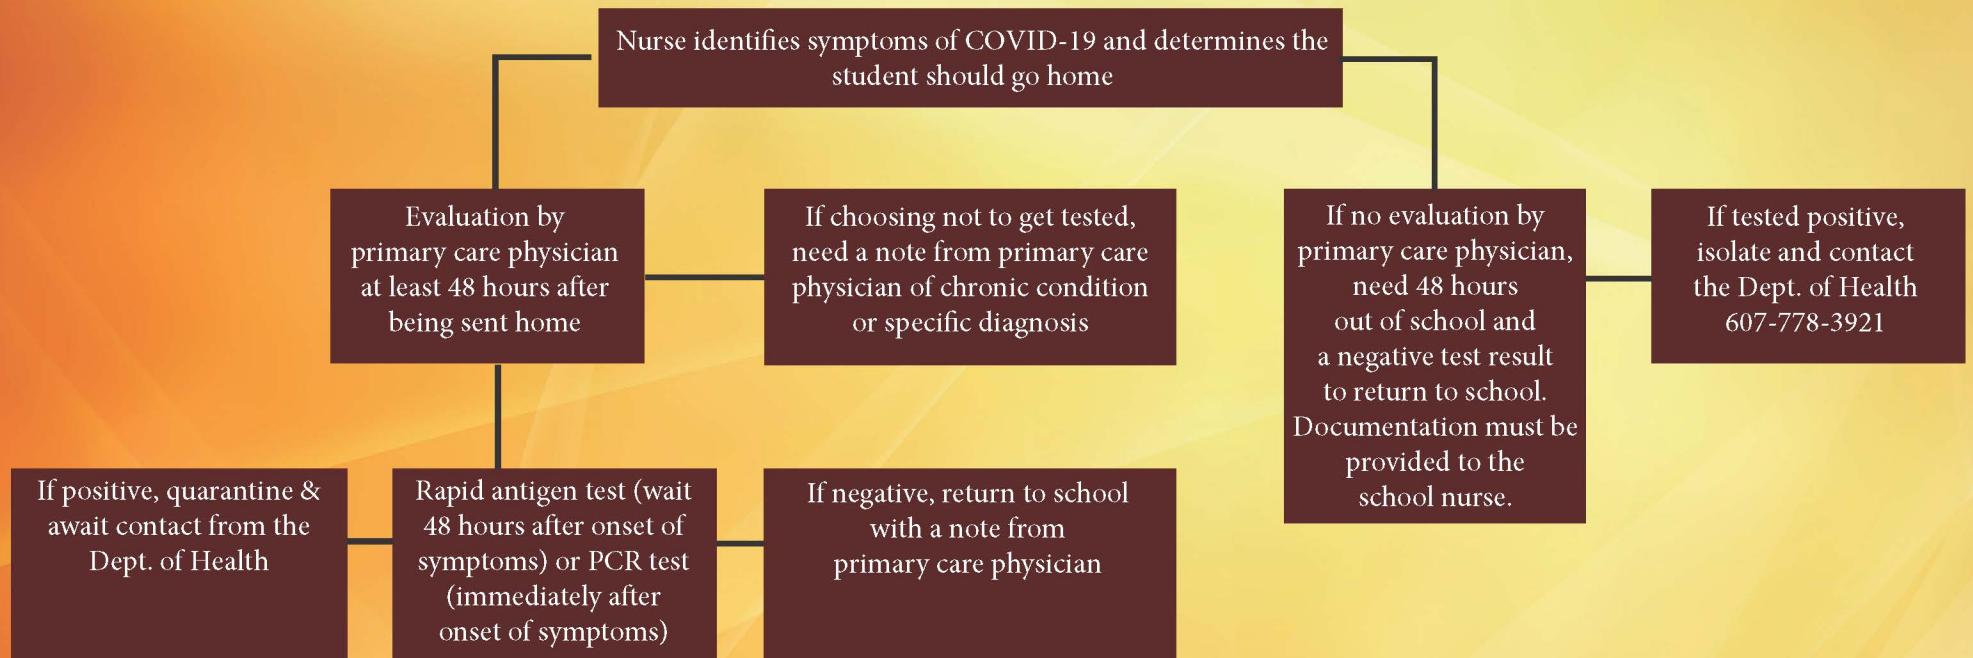 Nurse identifies symptoms of COVID-19 and determines the
student should go home
Evaluation by
primary care physician
at least 48 hours after
being sent home
If choosing not to get tested,
need a note from primary care
physician of chronic condition
or specific diagnosis
If no evaluation by
primary care physician,
need 48 hours
out of school and
a negative test result
to return to school.
Documentation must be
provided to the
school nurse.
If tested positive,
isolate and contact
the Dept. of Health
607-778-3921
If positive, quarantine &
await contact from the
Dept. of Health
Rapid antigen test (wait
48 hours after onset of
symptoms) or PCR test
(immediately after
onset of symptoms)
If negative, return to school
with a note from
primary care physician